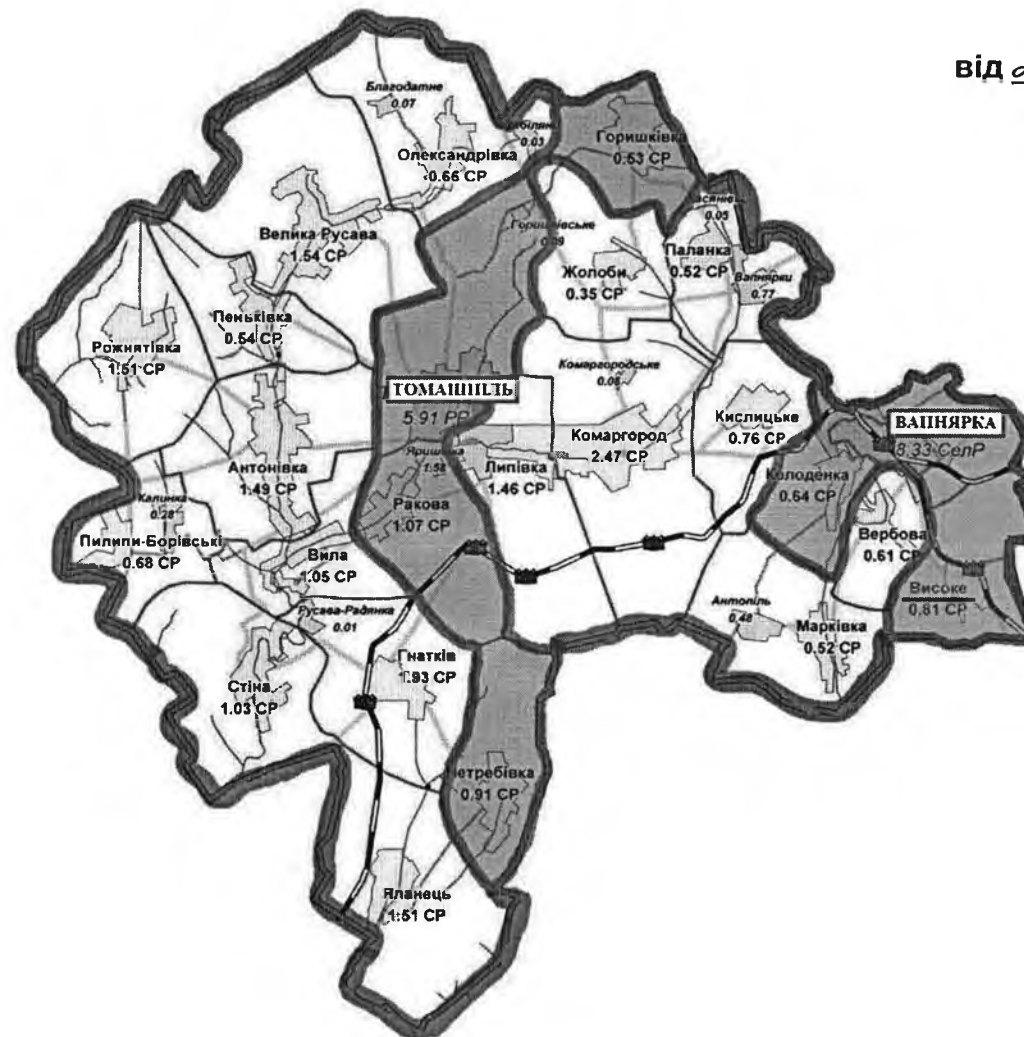 від
Благодатне
0.07
0.03
Олександрівка
0.66 СР
Горишківка
0.53 СР
0.05
Велика Русава
1.54 СР
0.09
Жолоби
0.35 СР
Паланка
0.52 СР
Вапнярки
0.77
Пеньківка
0.54 СР
Рожнятівка
1.51 СР
Комаргородське
0.06
ТОМАШПІЛЬ
5.91 РР
Кислицьке
0.76 СР
ВАПНЯРКА
8.33 СелР
Комаргород
2.47 СР
Яришівка
1.58
Липівка
1.46 СР
Антонівка
1.49 СР
Колоденка
0.64 СР
Калинка
0.28
Ракова
1.07 СР
Пилипи-Борівські
0.68 СР
Вила
1.05 СР
Вербова
0.61 СР
Високе
0.81 СР
Русава-Радянка
0.01
Антопіль
0.48
Марківка
0.52 СР
Гнатків
1.93 СР
Стіна
1.03 СР
Нетребівка
0.91 СР
Яланець
1.51 СР